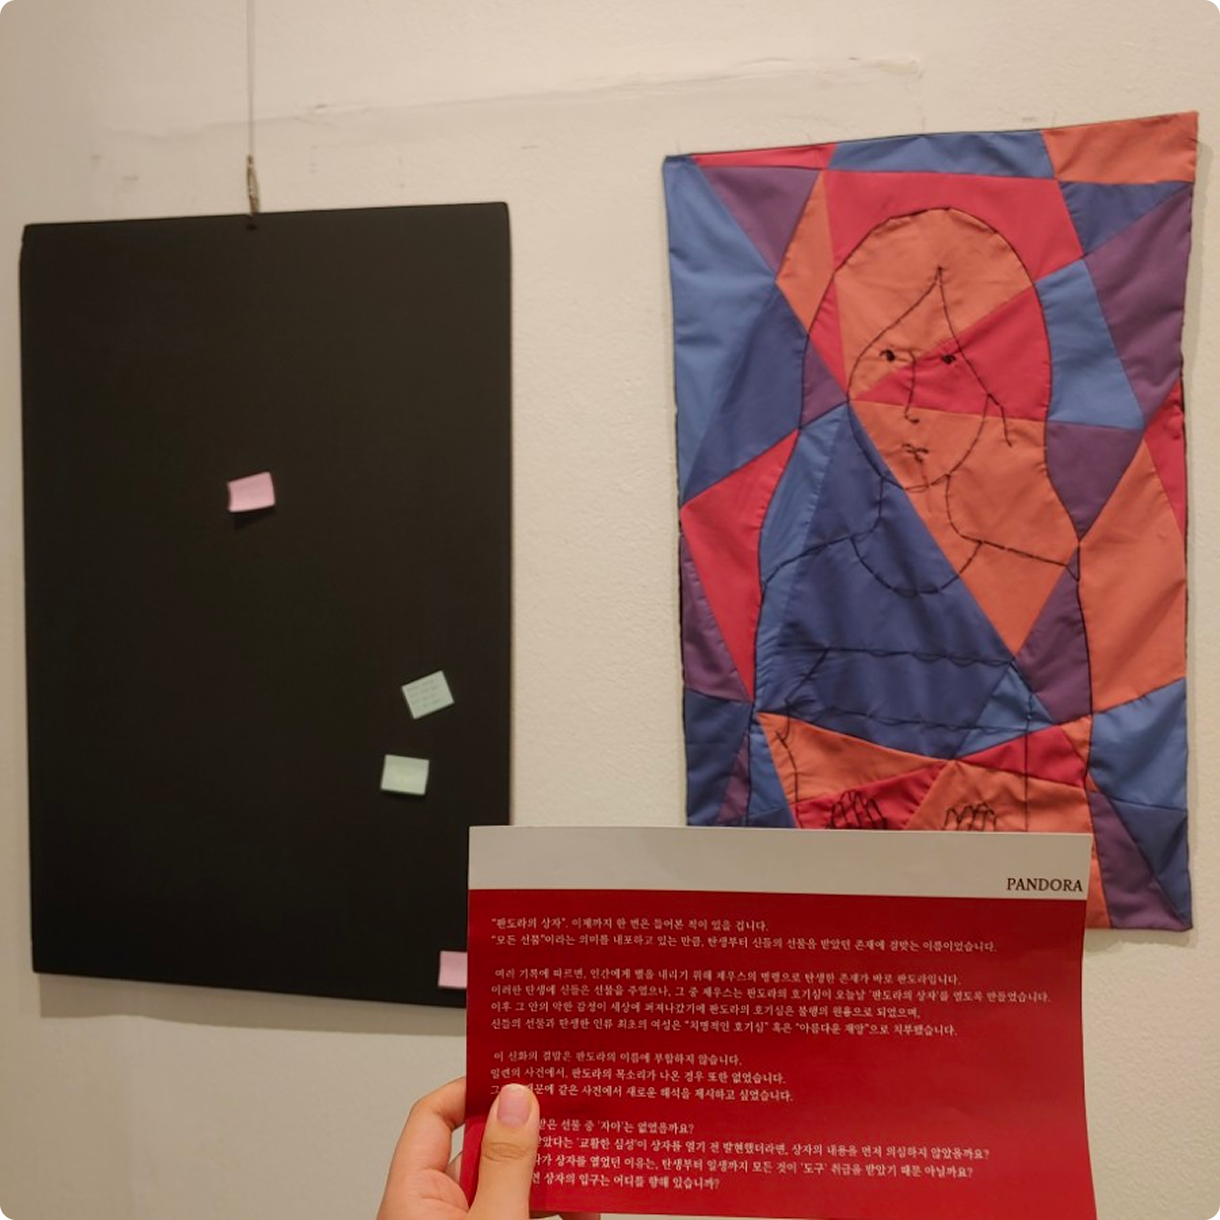 PANDORA
"판도라의 상자". 이제까지 한 번은 들어본 적이 있을 겁니다.
"모든 선물"이라는 의미를 내포하고 있는 만큼, 탄생부터 신들의 선물을 받았던 존재에 걸맞는 이름이었습니다.
여러 기록에 따르면, 인간에게 벌을 내리기 위해 제우스의 명령으로 탄생한 존재가 바로 판도라입니다.
이러한 탄생에 신들은 선물을 주었으나, 그 중 제우스는 판도라의 호기심이 오늘날 '판도라의 상자'를 열도록 만들었습니다.
이후 그 안의 악한 감정이 세상에 퍼져나갔기에 판도라의 호기심은 불행의 원흉으로 되었으며,
신들의 선물과 탄생한 인류 최초의 여성은 "치명적인 호기심" 혹은 "아름다운 재앙"으로 치부됐습니다.
이 신화의 결말은 판도라의 이름에 부합하지 않습니다.
일련의 사건에서, 판도라의 목소리가 나온 경우 또한 없었습니다.
그 때문에 같은 사건에서 새로운 해석을 제시하고 싶었습니다.
받은 선물 중 '자아'는 없었을까요?
받았다는 '교활한 심성'이 상자를 열기 전 발현했더라면, 상자의 내용을 먼저 의심하지 않았을까요?
상자를 열었던 이유는, 탄생부터 일생까지 모든 것이 '도구' 취급을 받았기 때문 아닐까요?
상자의 입구는 어디를 향해 있습니까?